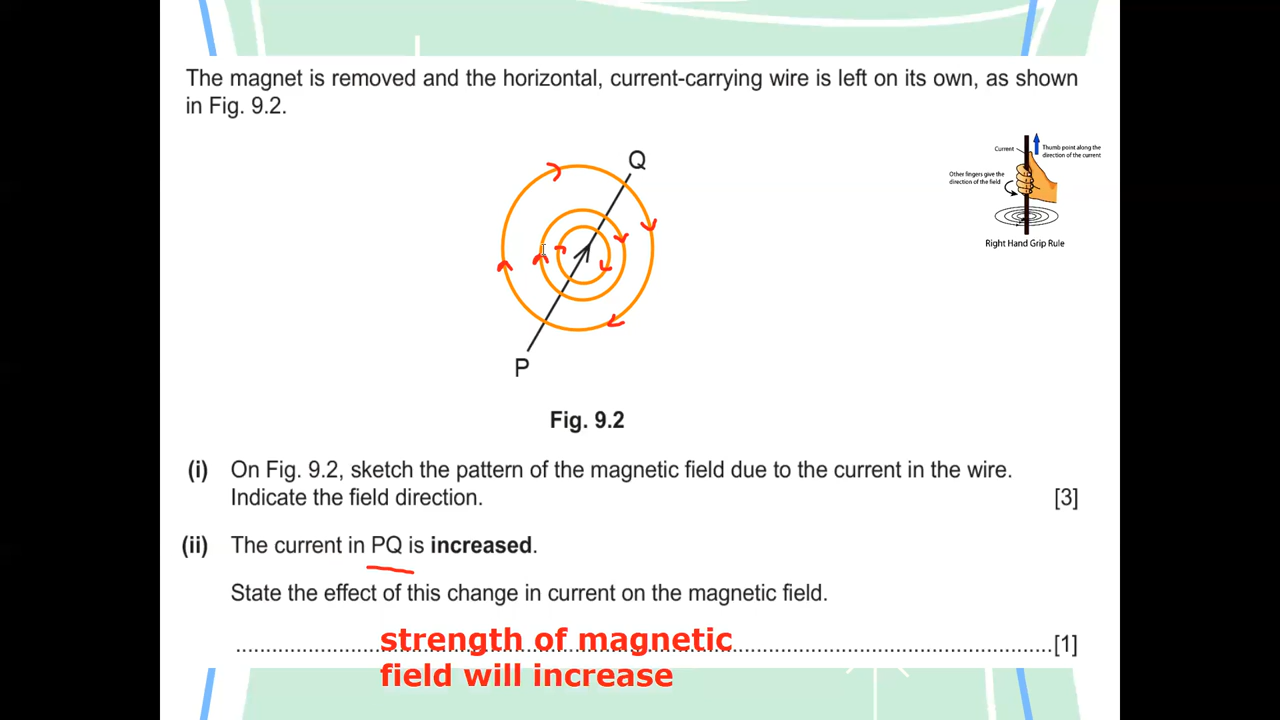 The magnet is removed and the horizontal, current-carrying wire is left on its own, as shown
in Fig. 9.2.
Q
P
Current
Thumb point along the
direction of the current
Other fingers give the
direction of the field
Right Hand Grip Rule
Fig. 9.2
(i) On Fig. 9.2, sketch the pattern of the magnetic field due to the current in the wire.
Indicate the field direction. [3]
(ii) The current in PQ is increased.
State the effect of this change in current on the magnetic field.
strength of magnetic [1]
field will increase